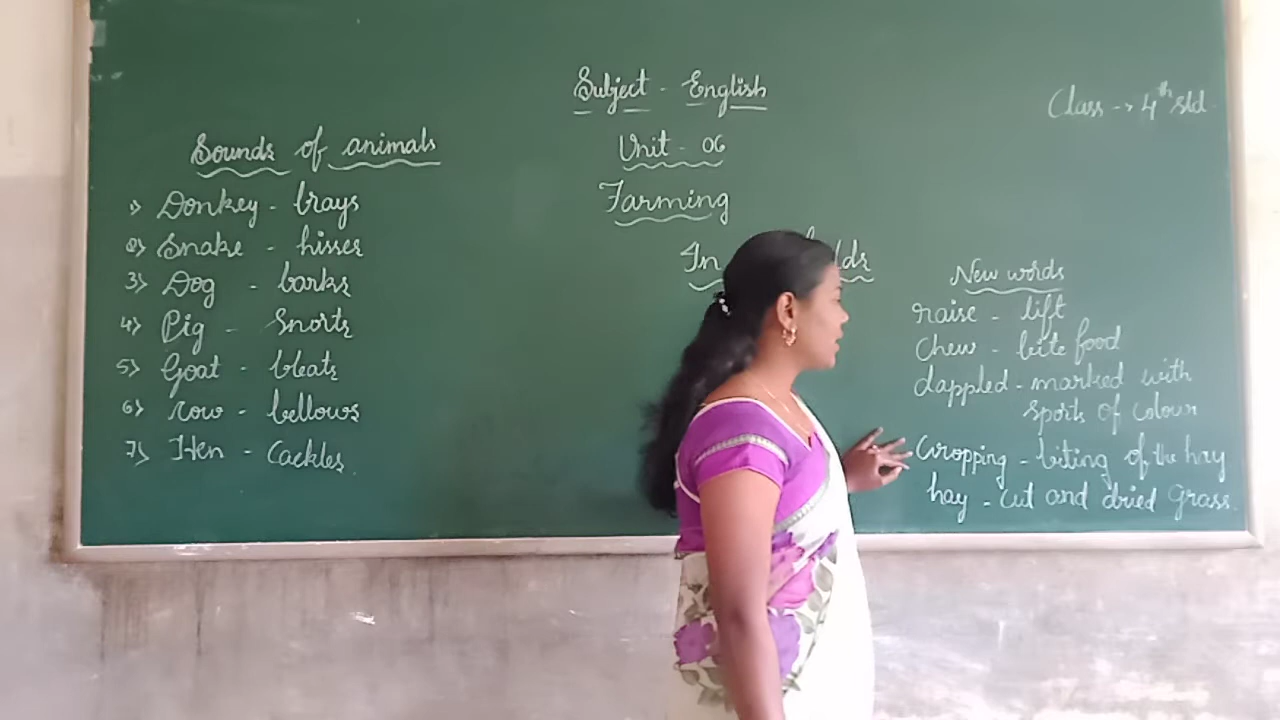 Subject - English
Class -> 4th std
Unit - 06
Farming
In
Sounds of animals
1) Donkey - brays
2) Snake - hisses
3) Dog - barks
4) Pig - Snorts
5) Goat - bleats
6) Cow - bellows
7) Hen - Cackles.
New words
raise - lift
Chew - bite food
dappled - marked with
sports of colour
Cropping - biting of the hay
hay - cut and dried Grass.